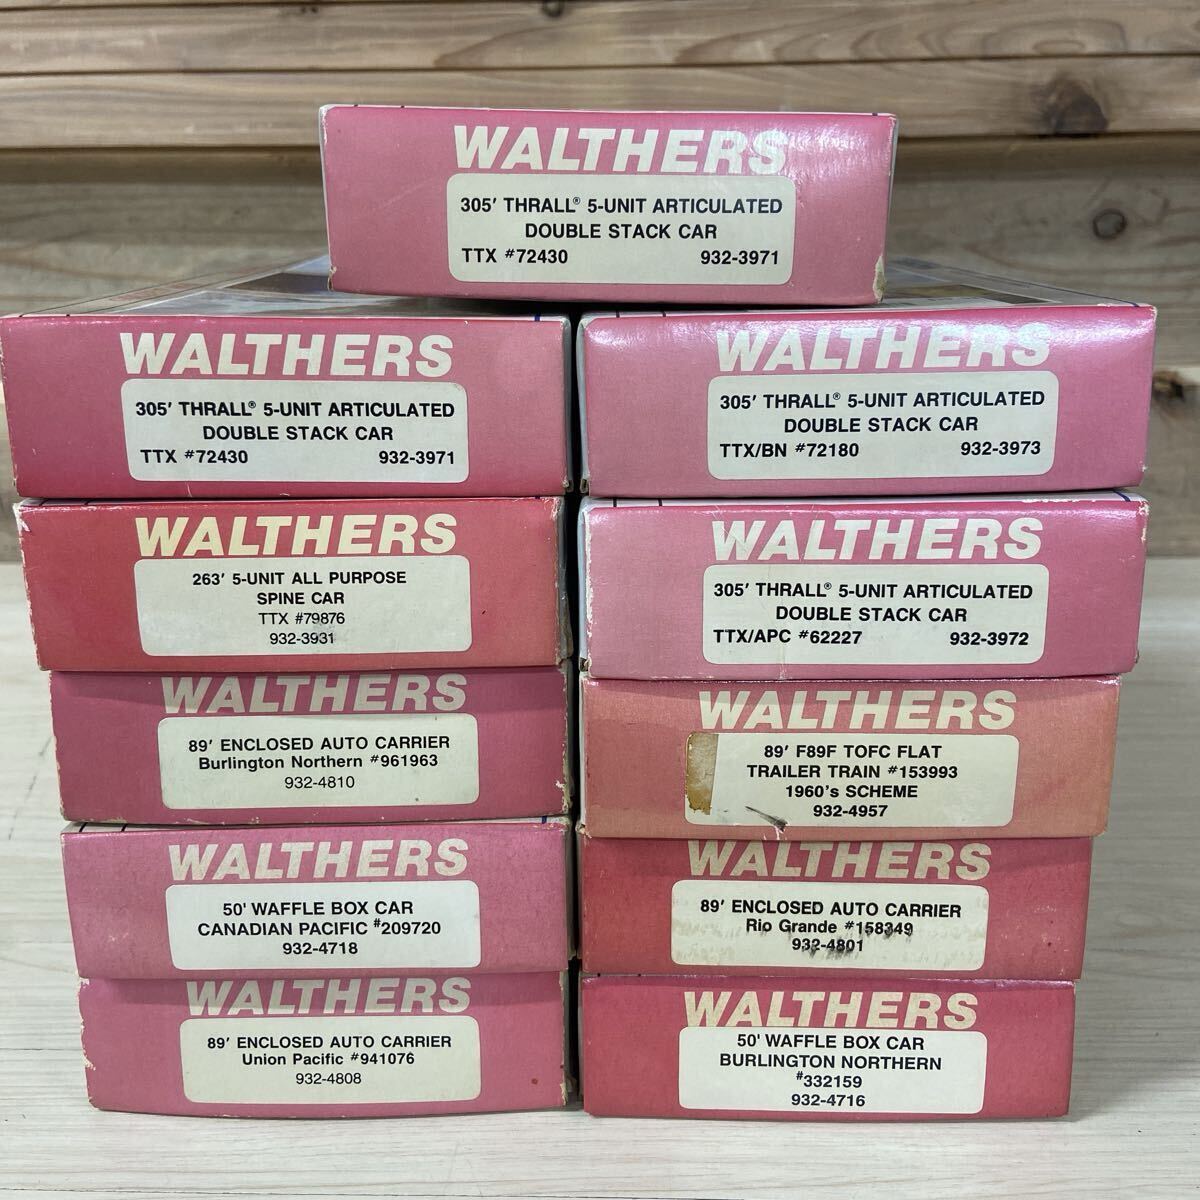 WALTHERS
305' THRALL® 5-UNIT ARTICULATED
DOUBLE STACK CAR
TTX #72430 932-3971
WALTHERS
305' THRALL® 5-UNIT ARTICULATED
DOUBLE STACK CAR
TTX #72430 932-3971
WALTHERS
263' 5-UNIT ALL PURPOSE
SPINE CAR
TTX #79876
932-3931
WALTHERS
89' ENCLOSED AUTO CARRIER
Burlington Northern #961963
932-4810
WALTHERS
50' WAFFLE BOX CAR
CANADIAN PACIFIC #209720
932-4718
WALTHERS
89' ENCLOSED AUTO CARRIER
Union Pacific #941076
932-4808
WALTHERS
305' THRALL® 5-UNIT ARTICULATED
DOUBLE STACK CAR
TTX/BN #72180 932-3973
WALTHERS
305' THRALL® 5-UNIT ARTICULATED
DOUBLE STACK CAR
TTX/APC #62227 932-3972
WALTHERS
89' F89F TOFC FLAT
TRAILER TRAIN #153993
1960's SCHEME
932-4957
WALTHERS
89' ENCLOSED AUTO CARRIER
Rio Grande #158349
932-4801
WALTHERS
50' WAFFLE BOX CAR
BURLINGTON NORTHERN
#332159
932-4716